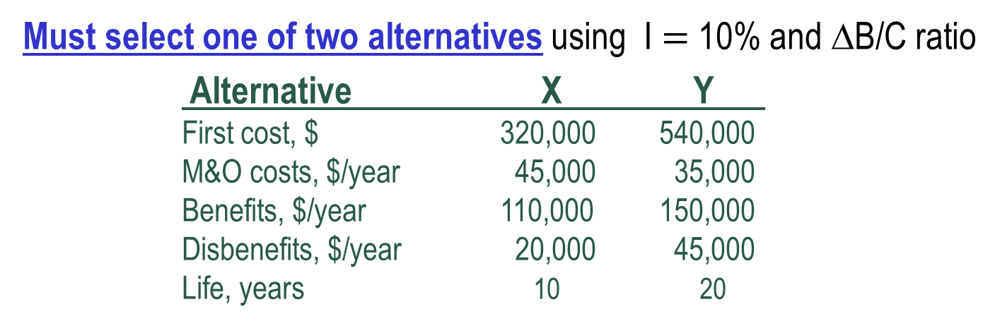 Must select one of two alternatives using I = 10% and ΔB/C ratio
Alternative X Y
First cost, $ 320,000 540,000
M&O costs, $/year 45,000 35,000
Benefits, $/year 110,000 150,000
Disbenefits, $/year 20,000 45,000
Life, years 10 20